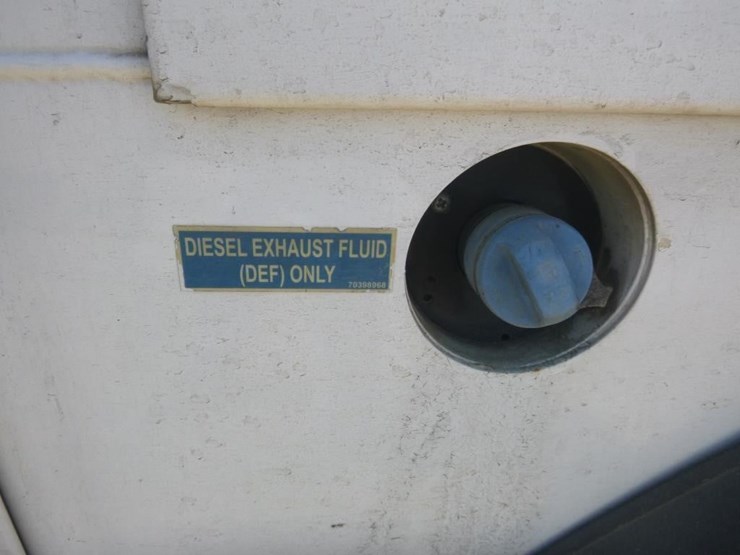 DIESEL EXHAUST FLUID
(DEF) ONLY
70398968